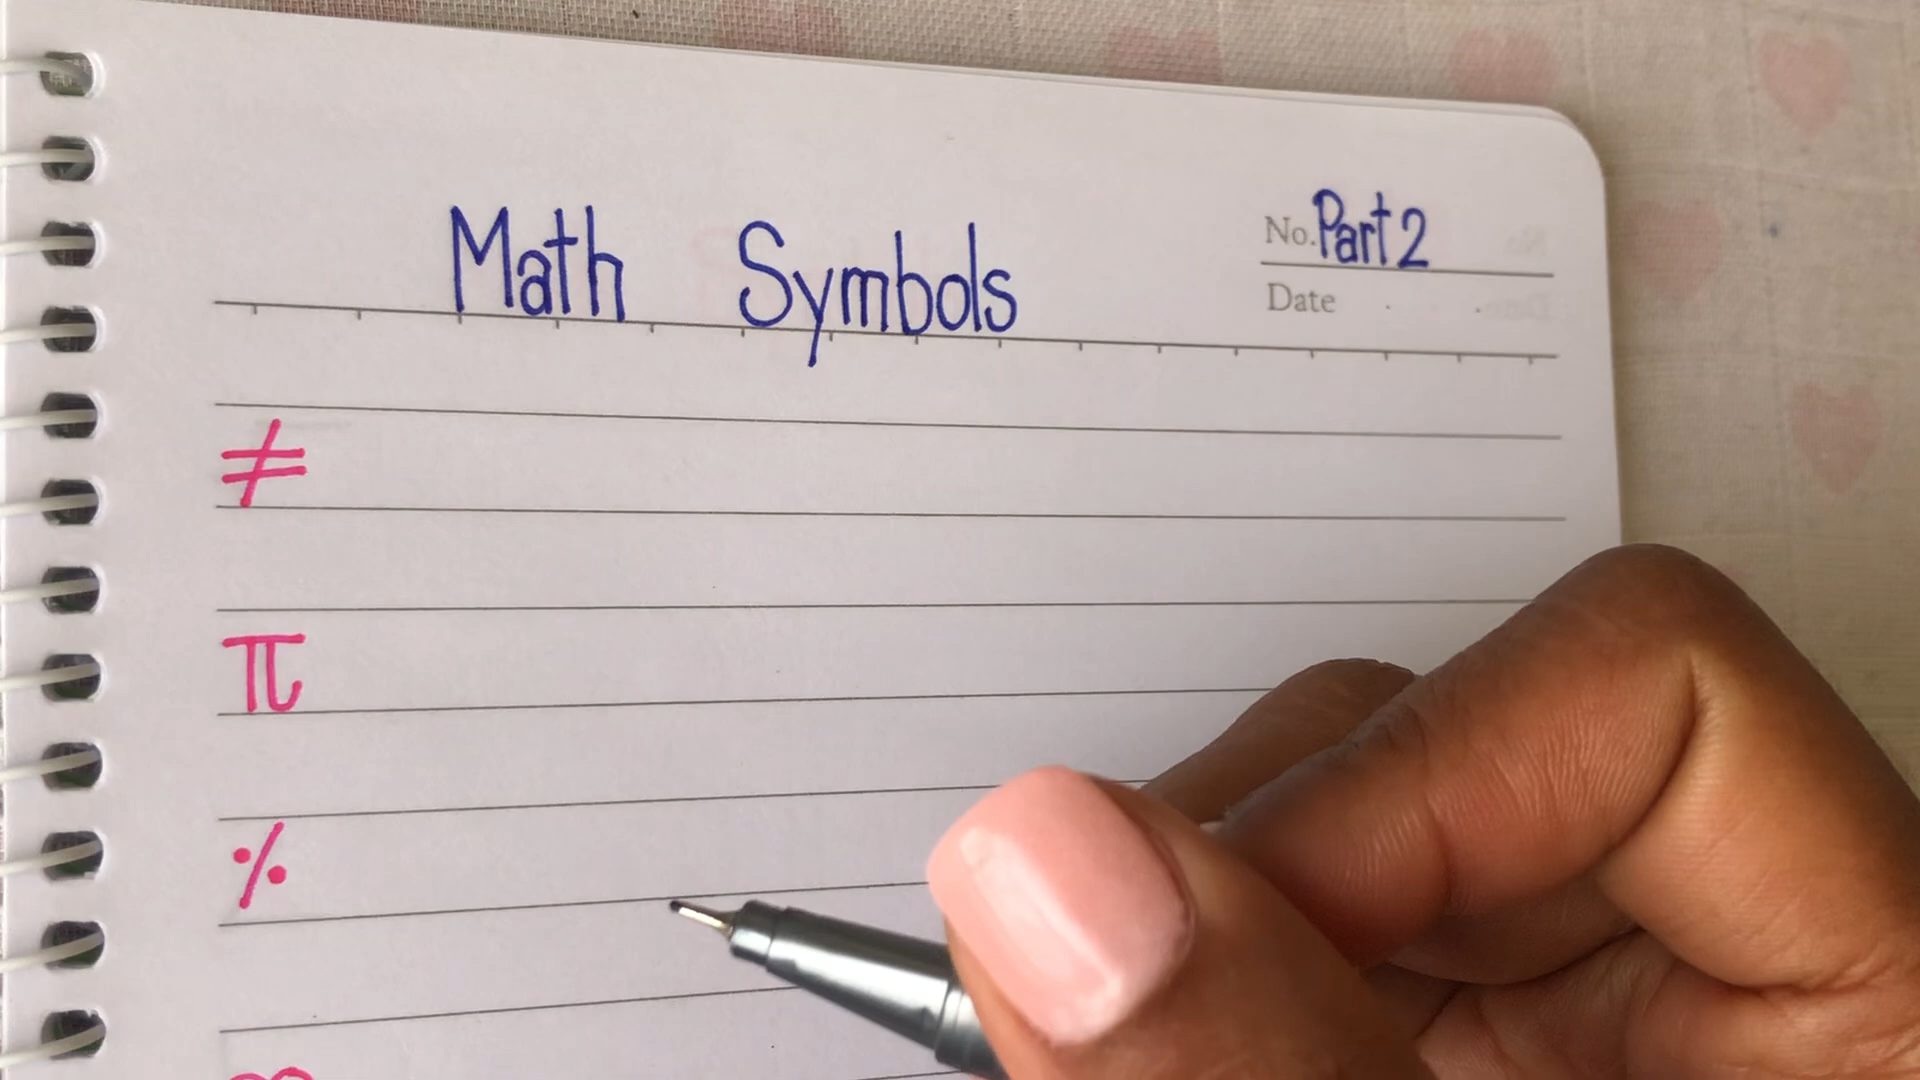 Math Symbols
No. Part 2
Date
≠
π
%